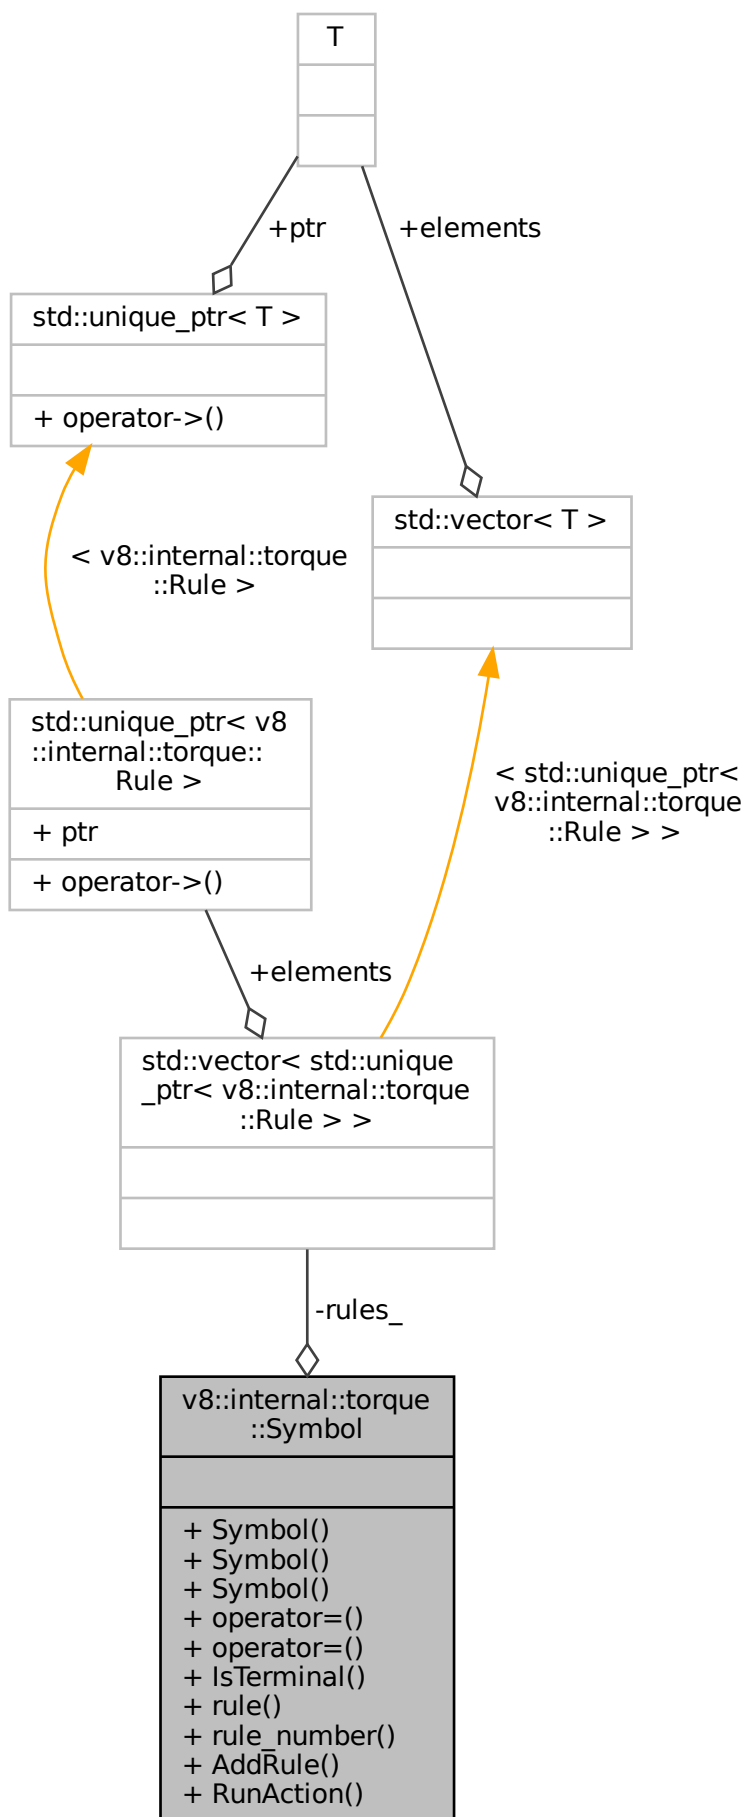 T
+ptr
+elements
std::unique_ptr< T >
+ operator->()
std::vector< T >
< v8::internal::torque
::Rule >
std::unique_ptr< v8
::internal::torque::
Rule >
+ ptr
+ operator->()
< std::unique_ptr<
v8::internal::torque
::Rule > >
+elements
std::vector< std::unique
_ptr< v8::internal::torque
::Rule > >
-rules_
v8::internal::torque
::Symbol
+ Symbol()
+ Symbol()
+ Symbol()
+ operator=()
+ operator=()
+ IsTerminal()
+ rule()
+ rule_number()
+ AddRule()
+ RunAction()